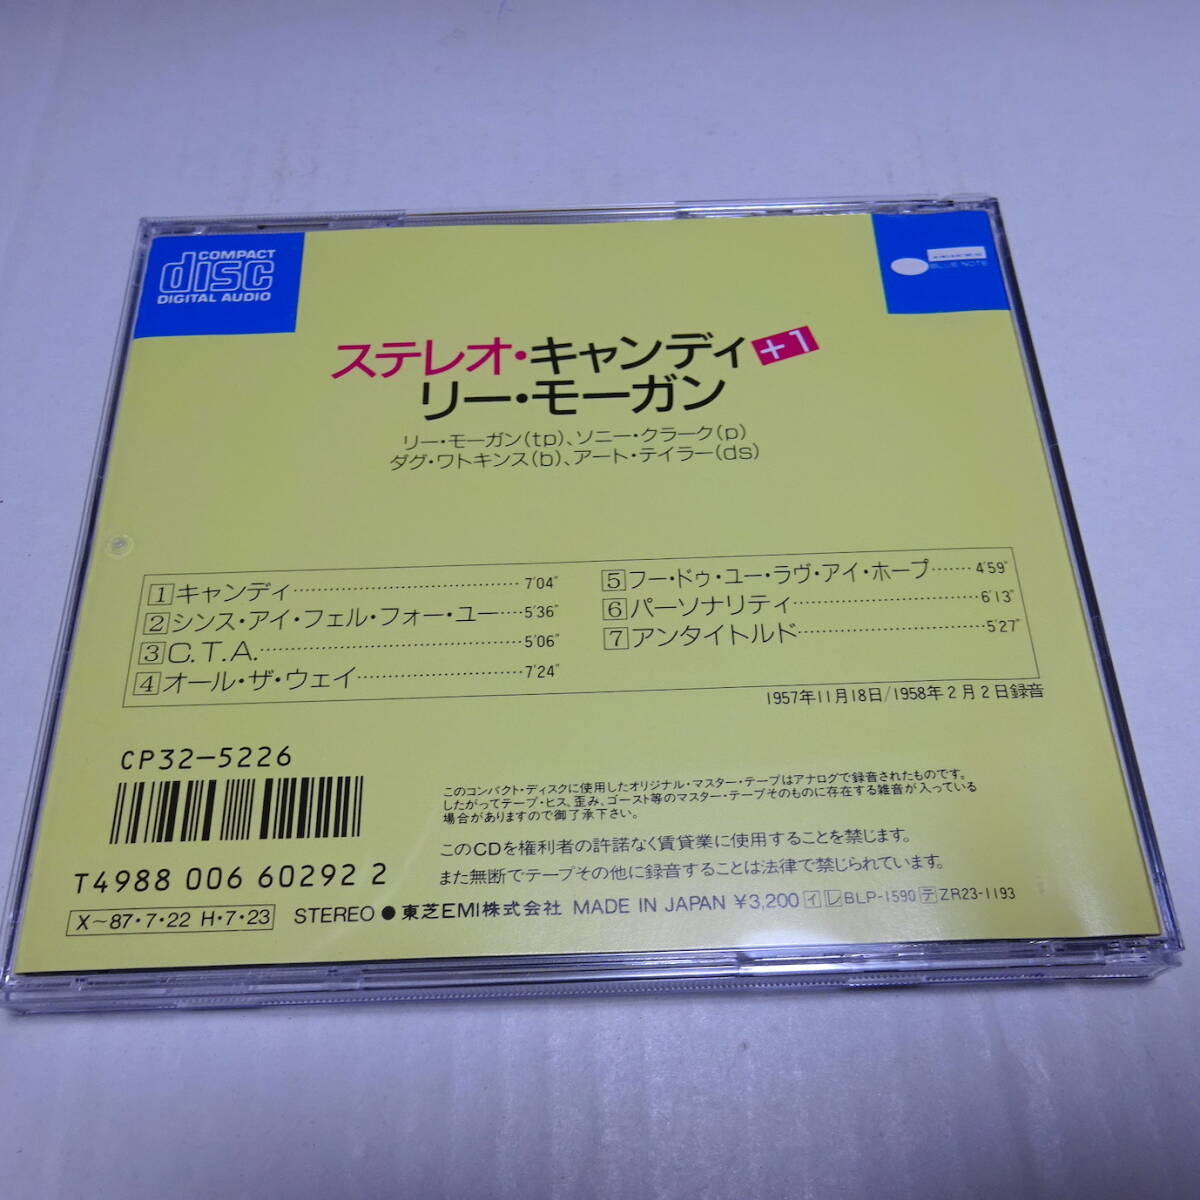 COMPACT
disc
DIGITAL AUDIO
BLUE NOTE
ステレオ・キャンディ+1
リー・モーガン
リー・モーガン(tp)、ソニー・クラーク(p)
ダグ・ワトキンス(b)、アート・テイラー(ds)
1 キャンディ 7'04"
2 シンス・アイ・フェル・フォー・ユー 5'36"
3 C.T.A. 5'06"
4 オール・ザ・ウェイ 7'24"
5 フー・ドゥ・ユー・ラヴ・アイ・ホープ 4'59"
6 パーソナリティ 6'13"
7 アンタイトルド 5'27"
1957年11月18日/1958年2月2日録音
CP32-5226
このコンパクト・ディスクに使用したオリジナル・マスター・テープはアナログで録音されたものです。
したがってテープ・ヒス、歪み、ゴースト等のマスター・テープそのものに存在する雑音が入っている
場合がありますので御了承下さい。
このCDを権利者の許諾なく賃貸業に使用することを禁じます。
また無断でテープその他に録音することは法律で禁じられています。
T4988 006 60292 2
X~87・7・22 H・7・23 STEREO ● 東芝EMI株式会社 MADE IN JAPAN ¥3,200 イ レ BLP-1590 テ ZR23-1193